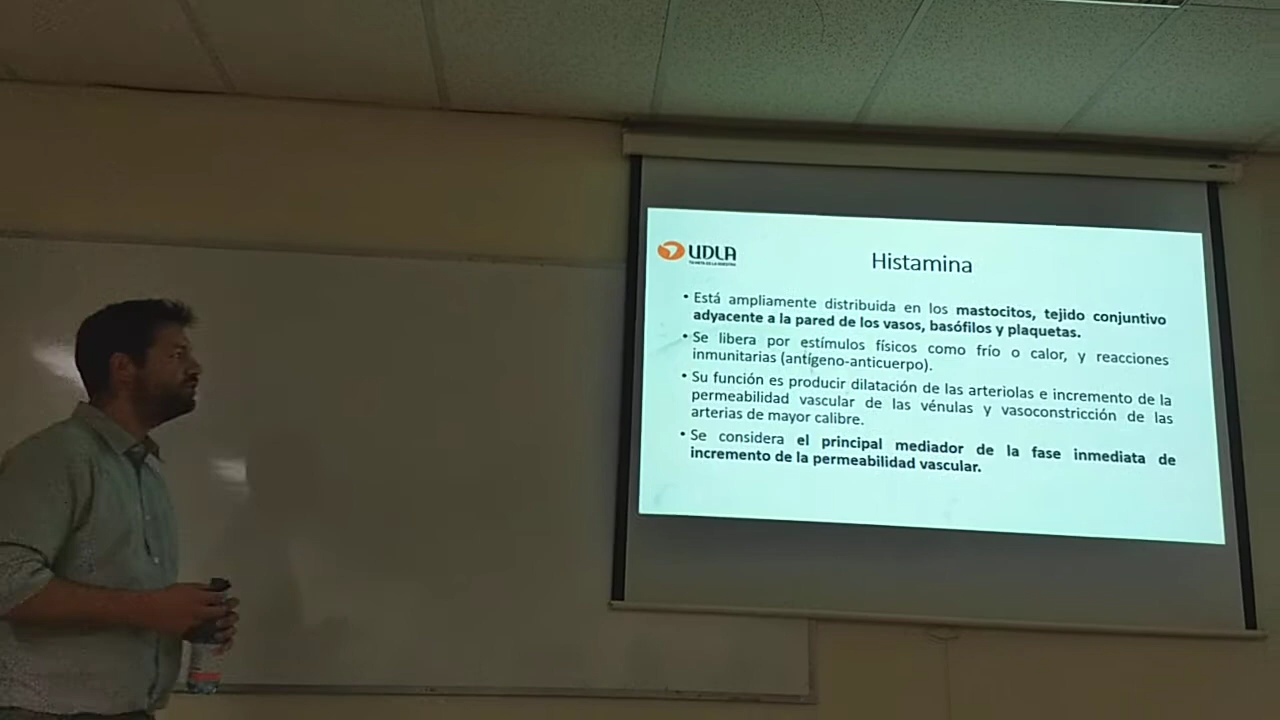 UDLA
Histamina
• Está ampliamente distribuida en los mastocitos, tejido conjuntivo
adyacente a la pared de los vasos, basófilos y plaquetas.
• Se libera por estímulos físicos como frío o calor, y reacciones
inmunitarias (antígeno-anticuerpo).
• Su función es producir dilatación de las arteriolas e incremento de la
permeabilidad vascular de las vénulas y vasoconstricción de las
arterias de mayor calibre.
• Se considera el principal mediador de la fase inmediata de
incremento de la permeabilidad vascular.